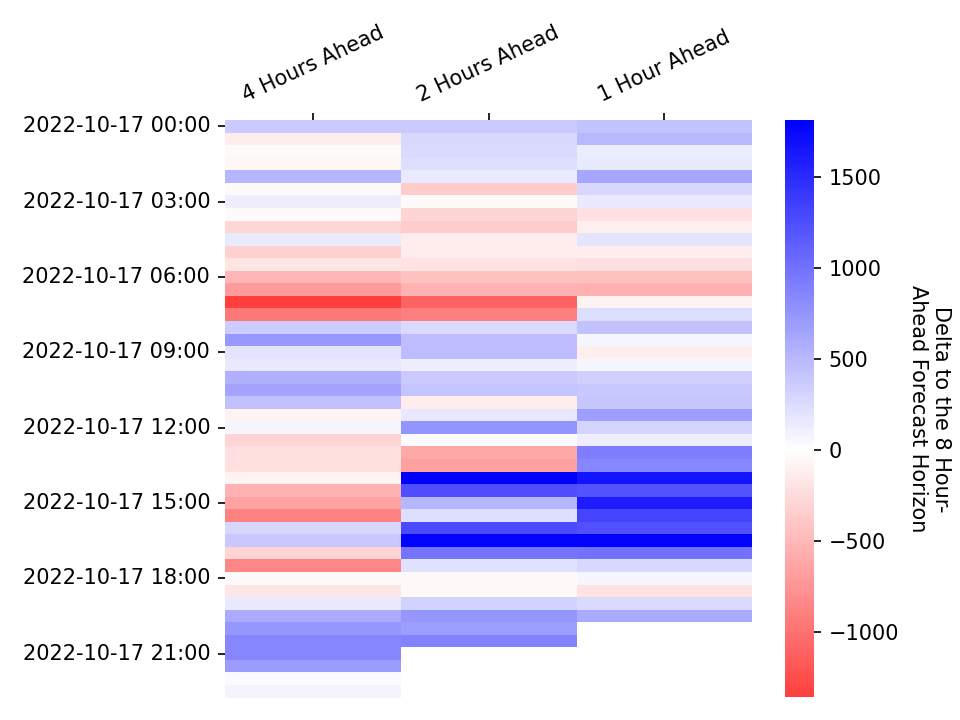 4 Hours Ahead
2 Hours Ahead
1 Hour Ahead
2022-10-17 00:00
2022-10-17 03:00
2022-10-17 06:00
2022-10-17 09:00
2022-10-17 12:00
2022-10-17 15:00
2022-10-17 18:00
2022-10-17 21:00
1500
1000
500
0
−500
−1000
Delta to the 8 Hour-
Ahead Forecast Horizon